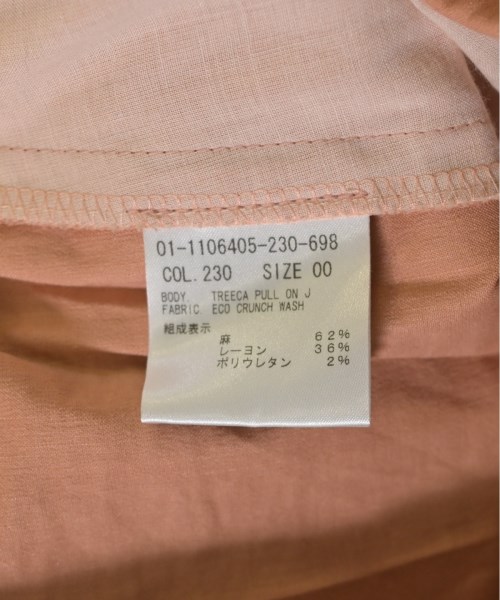 01-1106405-230-698
COL.230 SIZE 00
BODY. TREECA PULL ON J
FABRIC ECO CRUNCH WASH
組成表示
麻 62%
レーヨン 36%
ポリウレタン 2%